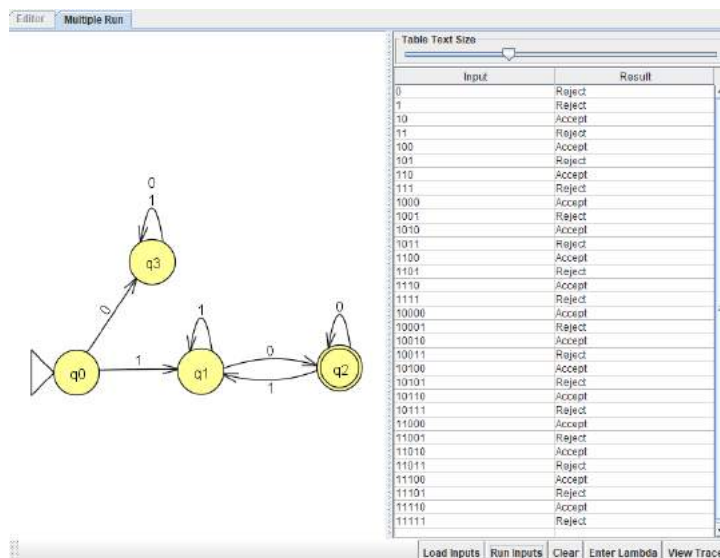 Editor Multiple Run
Table Text Size
Input Result
0 Reject
1 Reject
10 Accept
11 Reject
100 Accept
101 Reject
110 Accept
111 Reject
1000 Accept
1001 Reject
1010 Accept
1011 Reject
1100 Accept
1101 Reject
1110 Accept
1111 Reject
10000 Accept
10001 Reject
10010 Accept
10011 Reject
10100 Accept
10101 Reject
10110 Accept
10111 Reject
11000 Accept
11001 Reject
11010 Accept
11011 Reject
11100 Accept
11101 Reject
11110 Accept
11111 Reject
0
1
q3
0
1
1
0
0
1
q0
q1
q2
Load Inputs Run Inputs Clear Enter Lambda View Trace